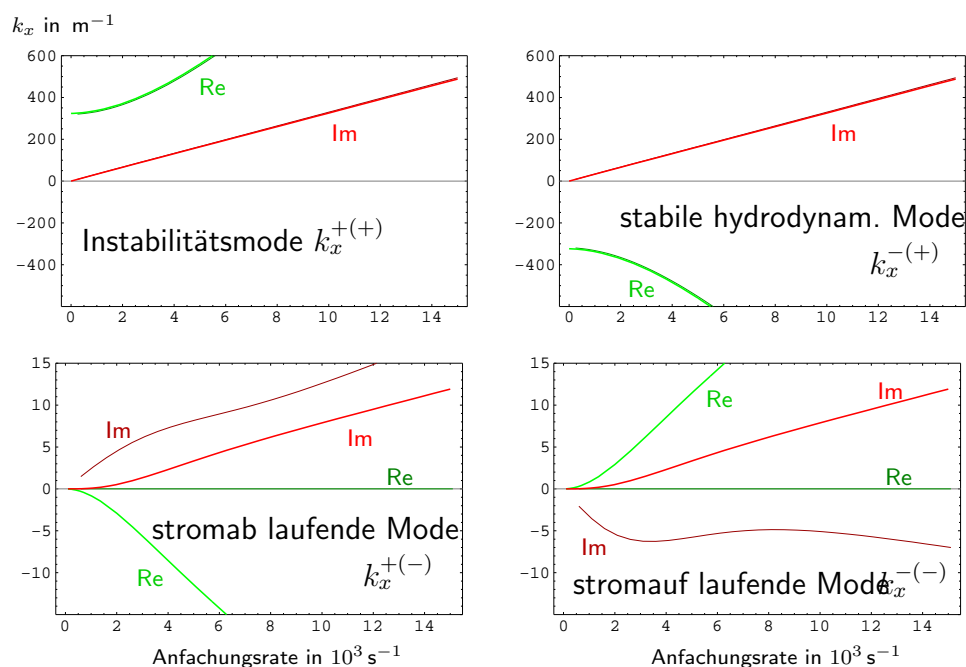 k_x in m⁻¹
600
400
200
0
-200
-400
0 2 4 6 8 10 12 14
Re
Im
Instabilitätsmode k_x^{+(+)}
600
400
200
0
-200
-400
0 2 4 6 8 10 12 14
Im
stabile hydrodynam. Mode
k_x^{-(+)}
Re
15
10
5
0
-5
-10
0 2 4 6 8 10 12 14
Im
Im
Re
stromab laufende Mode
k_x^{+(-)}
Re
Anfachungsrate in 10³ s⁻¹
15
10
5
0
-5
-10
0 2 4 6 8 10 12 14
Im
Re
Re
Im
stromauf laufende Mode k_x^{-(-)}
Anfachungsrate in 10³ s⁻¹